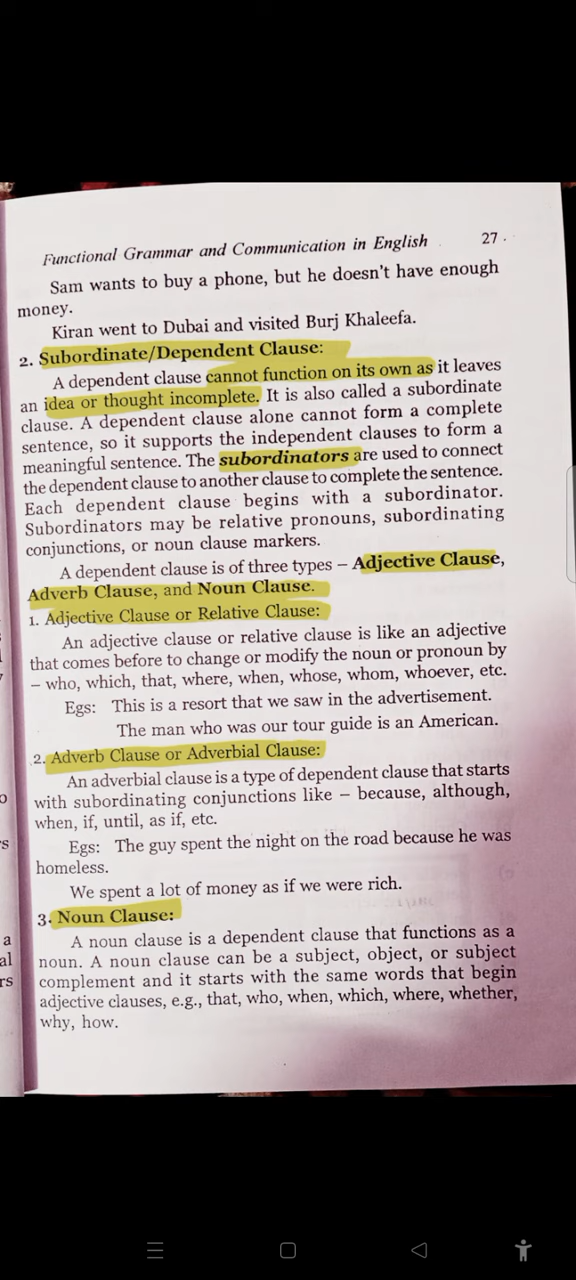 Functional Grammar and Communication in English 27
Sam wants to buy a phone, but he doesn't have enough
money.
Kiran went to Dubai and visited Burj Khaleefa.
2. Subordinate/Dependent Clause:
A dependent clause cannot function on its own as it leaves
an idea or thought incomplete. It is also called a subordinate
clause. A dependent clause alone cannot form a complete
sentence, so it supports the independent clauses to form a
meaningful sentence. The subordinators are used to connect
the dependent clause to another clause to complete the sentence.
Each dependent clause begins with a subordinator.
Subordinators may be relative pronouns, subordinating
conjunctions, or noun clause markers.
A dependent clause is of three types – Adjective Clause,
Adverb Clause, and Noun Clause.
1. Adjective Clause or Relative Clause:
An adjective clause or relative clause is like an adjective
that comes before to change or modify the noun or pronoun by
– who, which, that, where, when, whose, whom, whoever, etc.
Egs: This is a resort that we saw in the advertisement.
The man who was our tour guide is an American.
2. Adverb Clause or Adverbial Clause:
An adverbial clause is a type of dependent clause that starts
with subordinating conjunctions like – because, although,
when, if, until, as if, etc.
Egs: The guy spent the night on the road because he was
homeless.
We spent a lot of money as if we were rich.
3. Noun Clause:
A noun clause is a dependent clause that functions as a
noun. A noun clause can be a subject, object, or subject
complement and it starts with the same words that begin
adjective clauses, e.g., that, who, when, which, where, whether,
why, how.